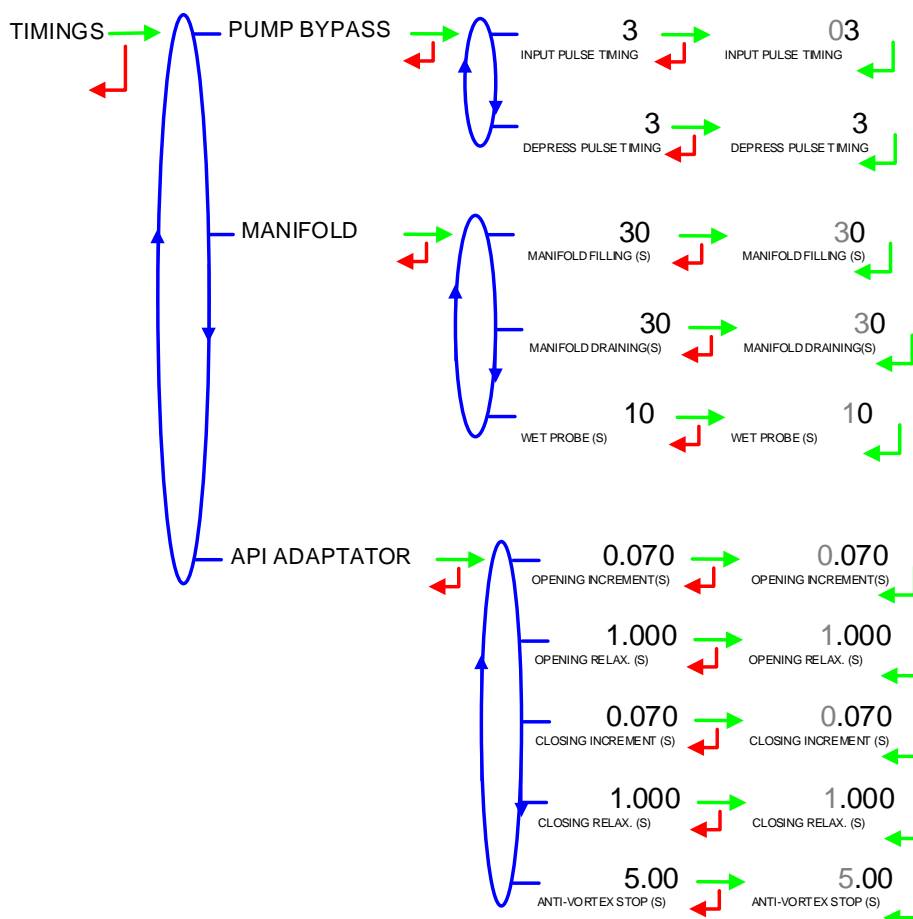 TIMINGS
PUMP BYPASS
3 03
INPUT PULSE TIMING INPUT PULSE TIMING
3 3
DEPRESS PULSE TIMING DEPRESS PULSE TIMING
MANIFOLD
30 30
MANIFOLD FILLING (S) MANIFOLD FILLING (S)
30 30
MANIFOLD DRAINING(S) MANIFOLD DRAINING(S)
10 10
WET PROBE (S) WET PROBE (S)
API ADAPTATOR
0.070 0.070
OPENING INCREMENT(S) OPENING INCREMENT(S)
1.000 1.000
OPENING RELAX. (S) OPENING RELAX. (S)
0.070 0.070
CLOSING INCREMENT (S) CLOSING INCREMENT (S)
1.000 1.000
CLOSING RELAX. (S) CLOSING RELAX. (S)
5.00 5.00
ANTI-VORTEX STOP (S) ANTI-VORTEX STOP (S)